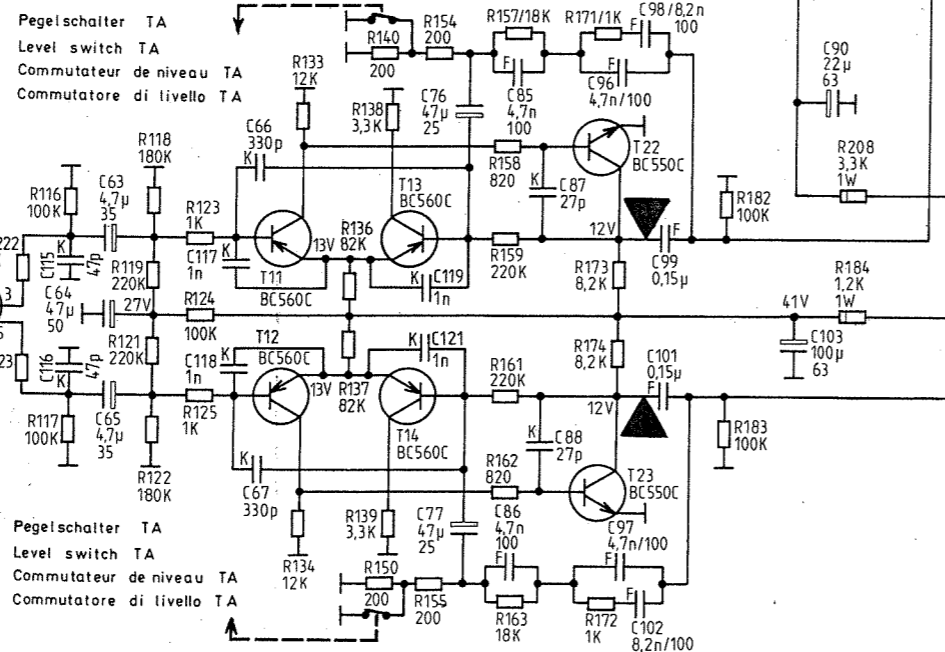 Pegelschalter TA
Level switch TA
Commutateur de niveau TA
Commutatore di livello TA
R133
12K
R140
200
R154
200
R157/18K
R171/1K
C98/8,2n
100
F
F
F
C85
4,7n
100
C96
4,7n/100
C90
22µ
63
R138
3,3K
C76
47µ
25
C66
330p
K
R118
180K
R116
100K
C63
4,7µ
35
R123
1K
T13
BC560C
R158
820
K
C87
27p
T22
BC550C
R208
3,3K
1W
R182
100K
K
C115
47p
R119
220K
K
C117
1n
T11
BC560C
13V
R136
82K
K
C119
1n
R159
220K
12V
F
C99
0,15µ
R173
8,2K
R184
1,2K
1W
C64
47µ
50
27V
R124
100K
41V
C103
100µ
63
222
3
23
K
C116
47p
R121
220K
T12
BC560C
K
C118
1n
K
C121
1n
R161
220K
R174
8,2K
C101
0,15µ
F
12V
R117
100K
C65
4,7µ
35
R125
1K
13V
R137
82K
T14
BC560C
K
C88
27p
R183
100K
R122
180K
K
C67
330p
R162
820
T23
BC550C
R134
12K
R139
3,3K
C77
47µ
25
C86
4,7n
100
C97
4,7n/100
F
F
F
Pegelschalter TA
Level switch TA
Commutateur de niveau TA
Commutatore di livello TA
R150
200
R155
200
R163
18K
R172
1K
C102
8,2n/100